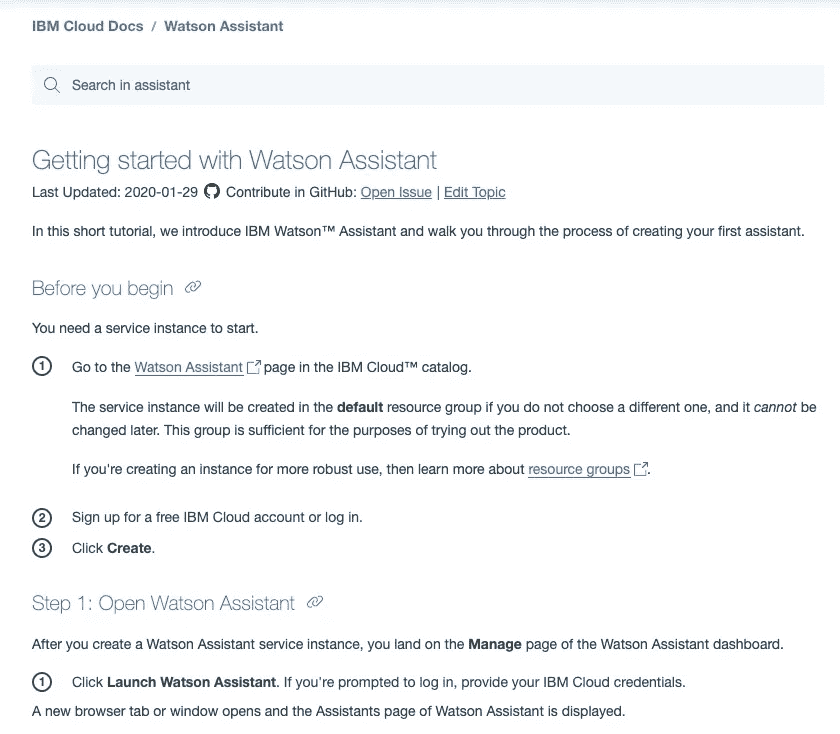 IBM Cloud Docs / Watson Assistant
Search in assistant
Getting started with Watson Assistant
Last Updated: 2020-01-29 Contribute in GitHub: Open Issue | Edit Topic
In this short tutorial, we introduce IBM Watson™ Assistant and walk you through the process of creating your first assistant.
Before you begin
You need a service instance to start.
1 Go to the Watson Assistant page in the IBM Cloud™ catalog.
The service instance will be created in the default resource group if you do not choose a different one, and it cannot be
changed later. This group is sufficient for the purposes of trying out the product.
If you're creating an instance for more robust use, then learn more about resource groups.
2 Sign up for a free IBM Cloud account or log in.
3 Click Create.
Step 1: Open Watson Assistant
After you create a Watson Assistant service instance, you land on the Manage page of the Watson Assistant dashboard.
1 Click Launch Watson Assistant. If you're prompted to log in, provide your IBM Cloud credentials.
A new browser tab or window opens and the Assistants page of Watson Assistant is displayed.